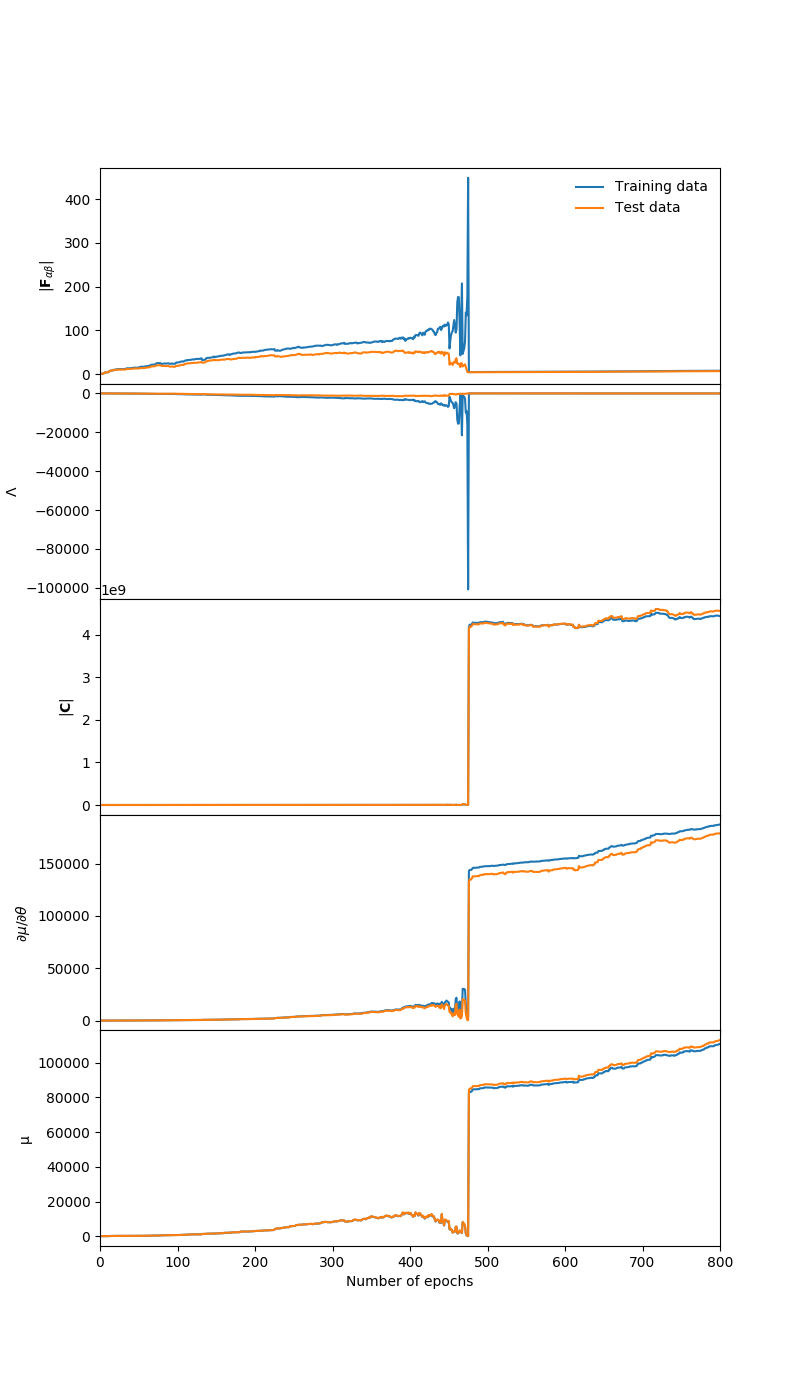 Training data
Test data
400
300
200
100
0
|F_αβ|
0
−20000
−40000
−60000
−80000
−100000
Λ
1e9
4
3
2
1
0
|C|
150000
100000
50000
0
∂μ/∂θ
100000
80000
60000
40000
20000
0
μ
0 100 200 300 400 500 600 700 800
Number of epochs